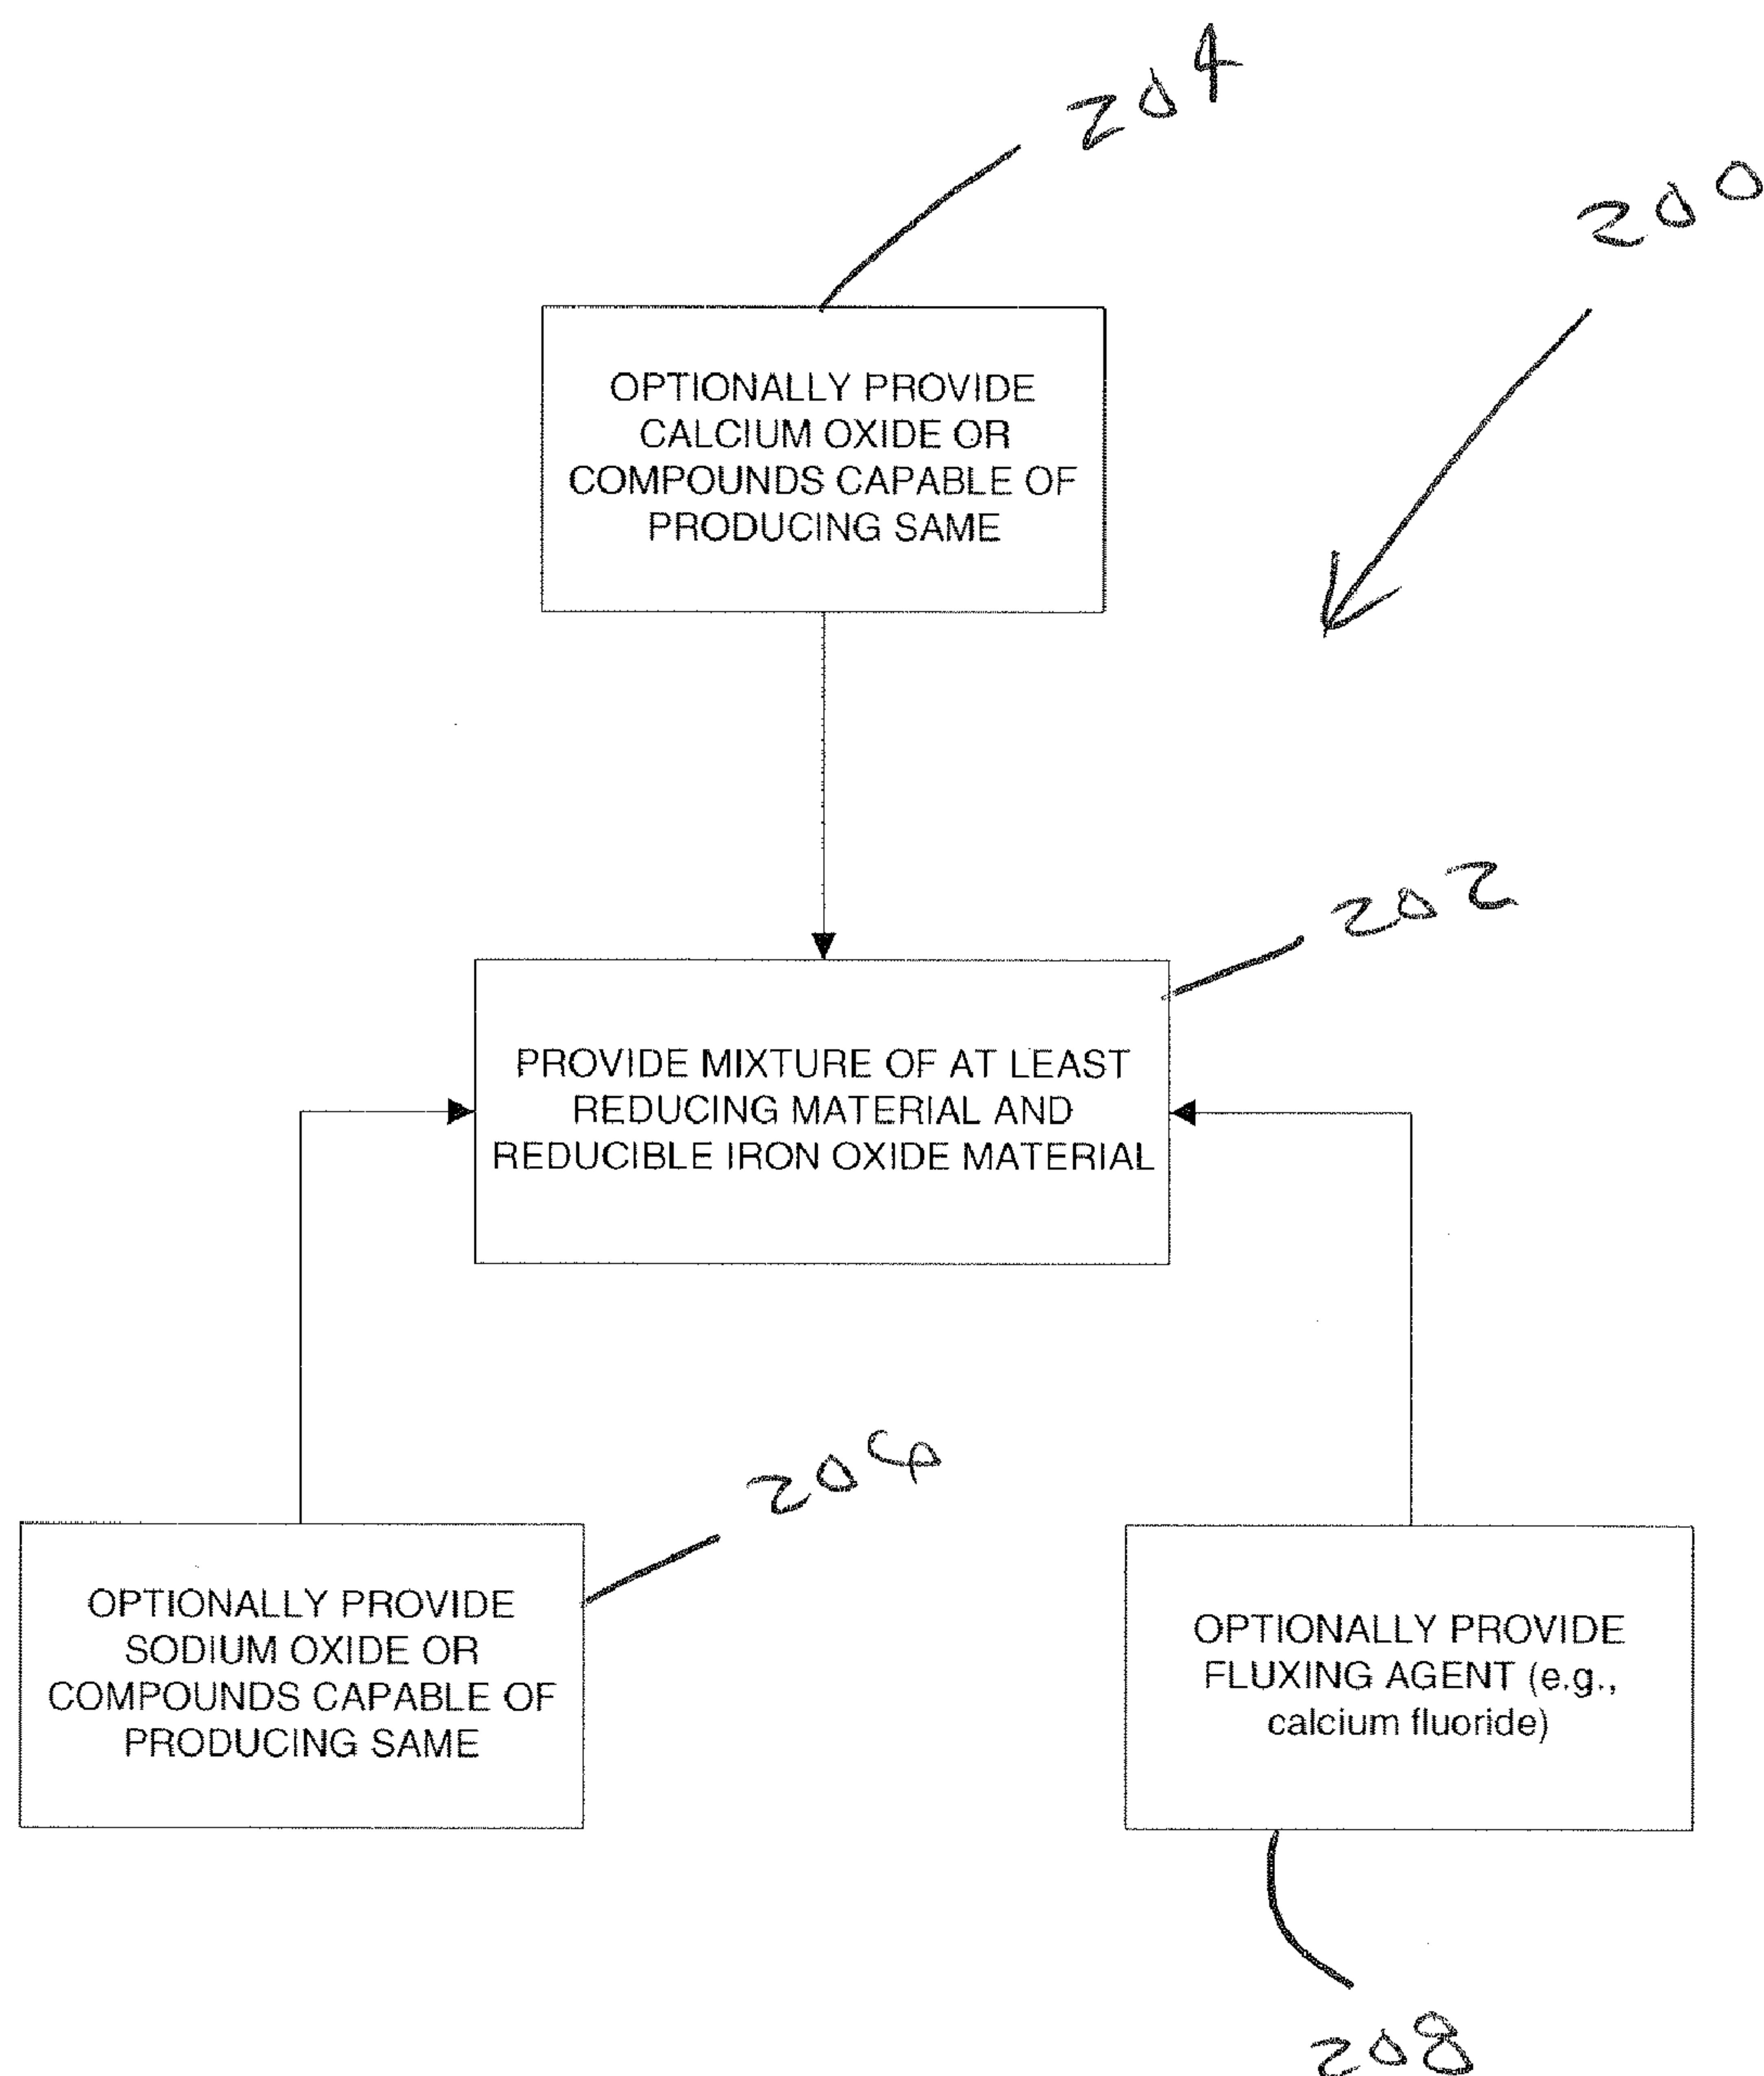 204
200
OPTIONALLY PROVIDE
CALCIUM OXIDE OR
COMPOUNDS CAPABLE OF
PRODUCING SAME
202
PROVIDE MIXTURE OF AT LEAST
REDUCING MATERIAL AND
REDUCIBLE IRON OXIDE MATERIAL
206
OPTIONALLY PROVIDE
SODIUM OXIDE OR
COMPOUNDS CAPABLE OF
PRODUCING SAME
OPTIONALLY PROVIDE
FLUXING AGENT (e.g.,
calcium fluoride)
208